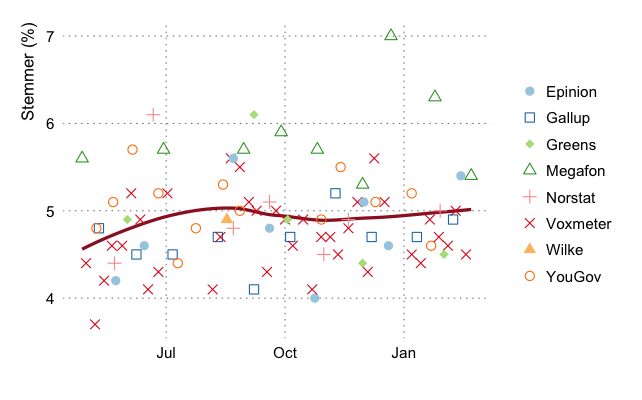 Stemmer (%)
7
6
5
4
Jul
Oct
Jan
Epinion
Gallup
Greens
Megafon
Norstat
Voxmeter
Wilke
YouGov